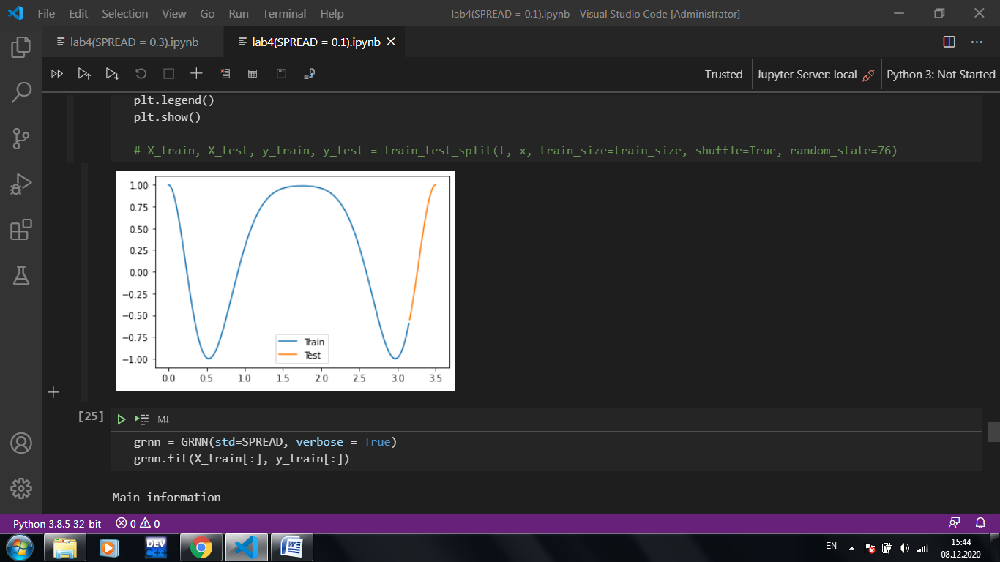 File Edit Selection View Go Run Terminal Help lab4(SPREAD = 0.1).ipynb - Visual Studio Code [Administrator]
lab4(SPREAD = 0.3).ipynb lab4(SPREAD = 0.1).ipynb
Trusted Jupyter Server: local Python 3: Not Started
plt.legend()
plt.show()
# X_train, X_test, y_train, y_test = train_test_split(t, x, train_size=train_size, shuffle=True, random_state=76)
1.00
0.75
0.50
0.25
0.00
−0.25
−0.50
−0.75
−1.00
Train
Test
0.0 0.5 1.0 1.5 2.0 2.5 3.0 3.5
[25] M↓
grnn = GRNN(std=SPREAD, verbose = True)
grnn.fit(X_train[:], y_train[:])
Main information
Python 3.8.5 32-bit 0 0
DEV C++ W EN 15:44
08.12.2020